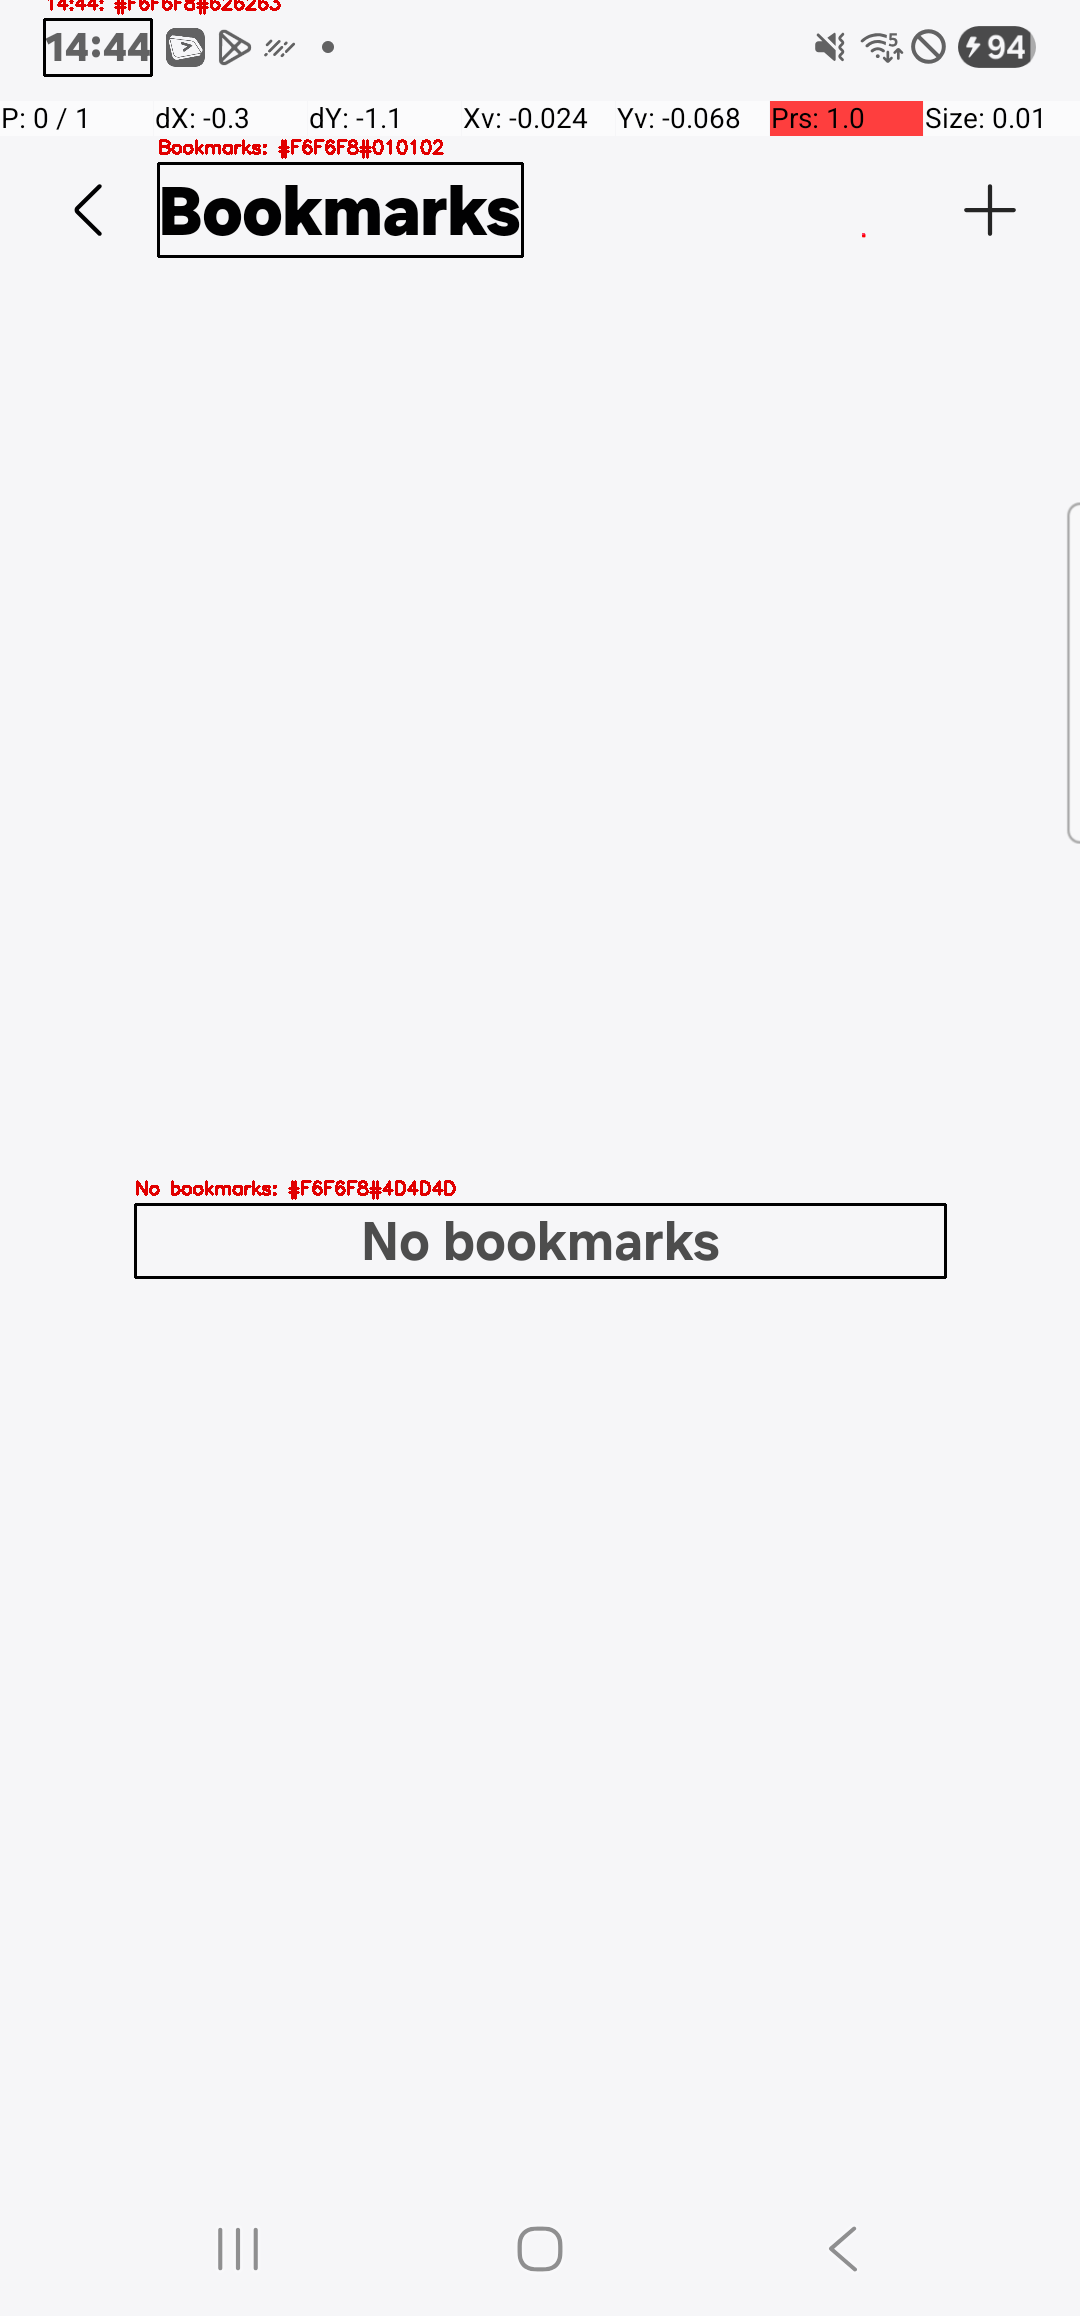 14:44: #F6F6F8#626263
14:44
94
P: 0 / 1 dX: -0.3 dY: -1.1 Xv: -0.024 Yv: -0.068 Prs: 1.0 Size: 0.01
Bookmarks: #F6F6F8#010102
Bookmarks
No bookmarks: #F6F6F8#4D4D4D
No bookmarks